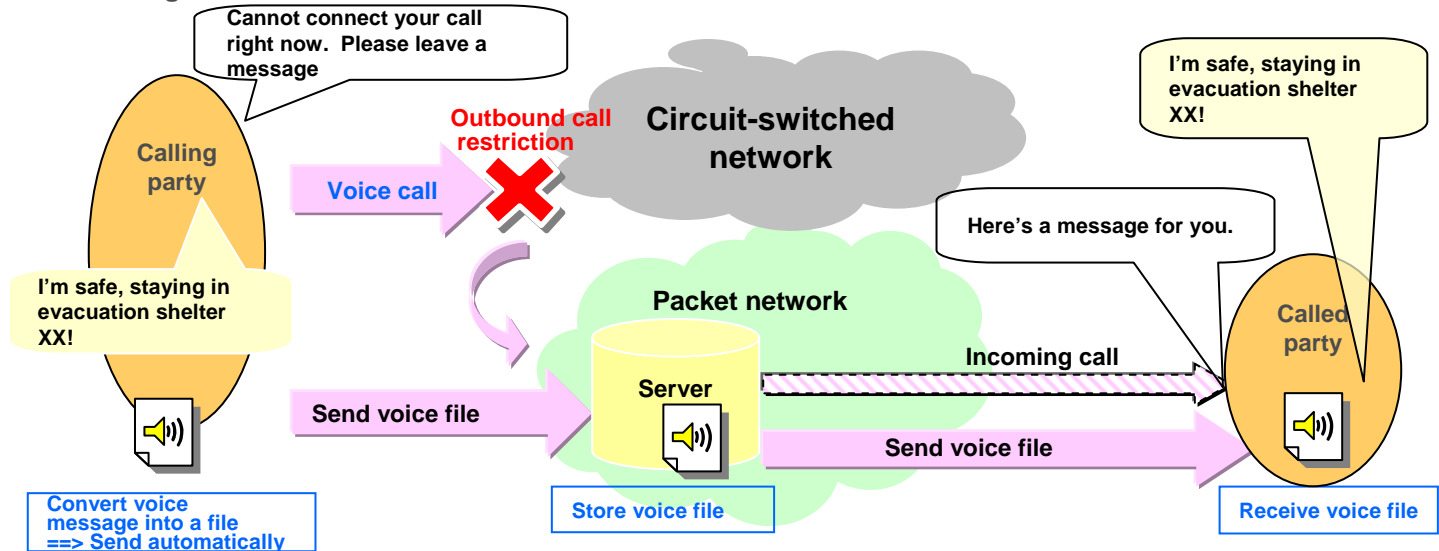 Cannot connect your call
right now.  Please leave a
message
I'm safe, staying in
evacuation shelter
XX!
Outbound call
restriction
Circuit-switched
network
Calling
party
Voice call
Here's a message for you.
I'm safe, staying in
evacuation shelter
XX!
Packet network
Called
party
Incoming call
Server
Send voice file
Send voice file
Convert voice
message into a file
==> Send automatically
Store voice file
Receive voice file